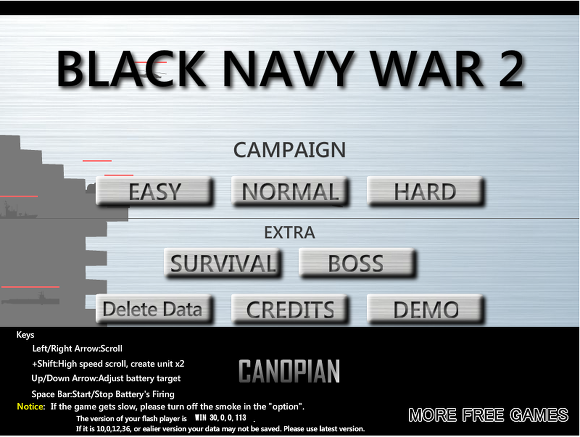 BLACK NAVY WAR 2
CAMPAIGN
EASY NORMAL HARD
EXTRA
SURVIVAL BOSS
Delete Data CREDITS DEMO
Keys
Left/Right Arrow:Scroll
+Shift:High speed scroll, create unit x2
Up/Down Arrow:Adjust battery target
Space Bar:Start/Stop Battery's Firing
CANOPIAN
Notice: If the game gets slow, please turn off the smoke in the "option".
The version of your flash player is WIN 30, 0, 0, 113 .
If it is 10,0,12,36, or ealier version your data may not be saved. Please use latest version.
MORE FREE GAMES